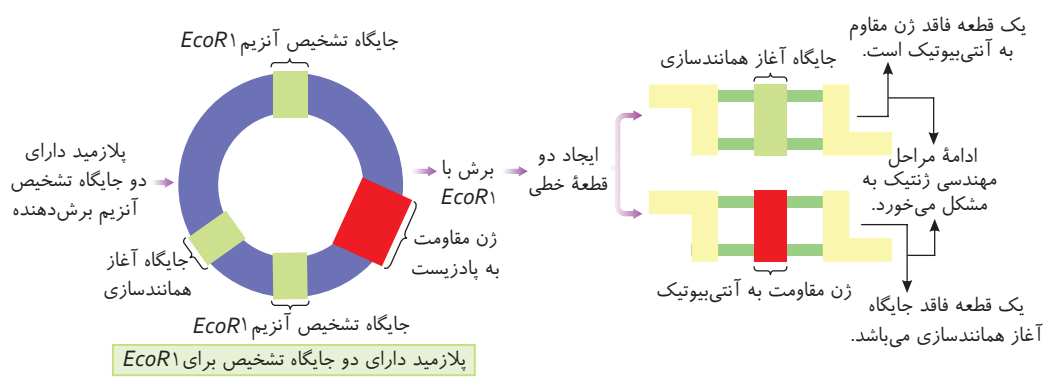 جایگاه تشخیص آنزیم EcoR۱
پلازمید دارای
دو جایگاه تشخیص
آنزیم برش‌دهنده
جایگاه آغاز
همانندسازی
جایگاه تشخیص آنزیم EcoR۱
ژن مقاومت
به پادزیست
برش با
EcoR۱
ایجاد دو
قطعۀ خطی
جایگاه آغاز همانندسازی
یک قطعه فاقد ژن مقاوم
به آنتی‌بیوتیک است.
ادامۀ مراحل
مهندسی ژنتیک به
مشکل می‌خورد.
ژن مقاومت به آنتی‌بیوتیک
یک قطعه فاقد جایگاه
آغاز همانندسازی می‌باشد.
پلازمید دارای دو جایگاه تشخیص برای EcoR۱